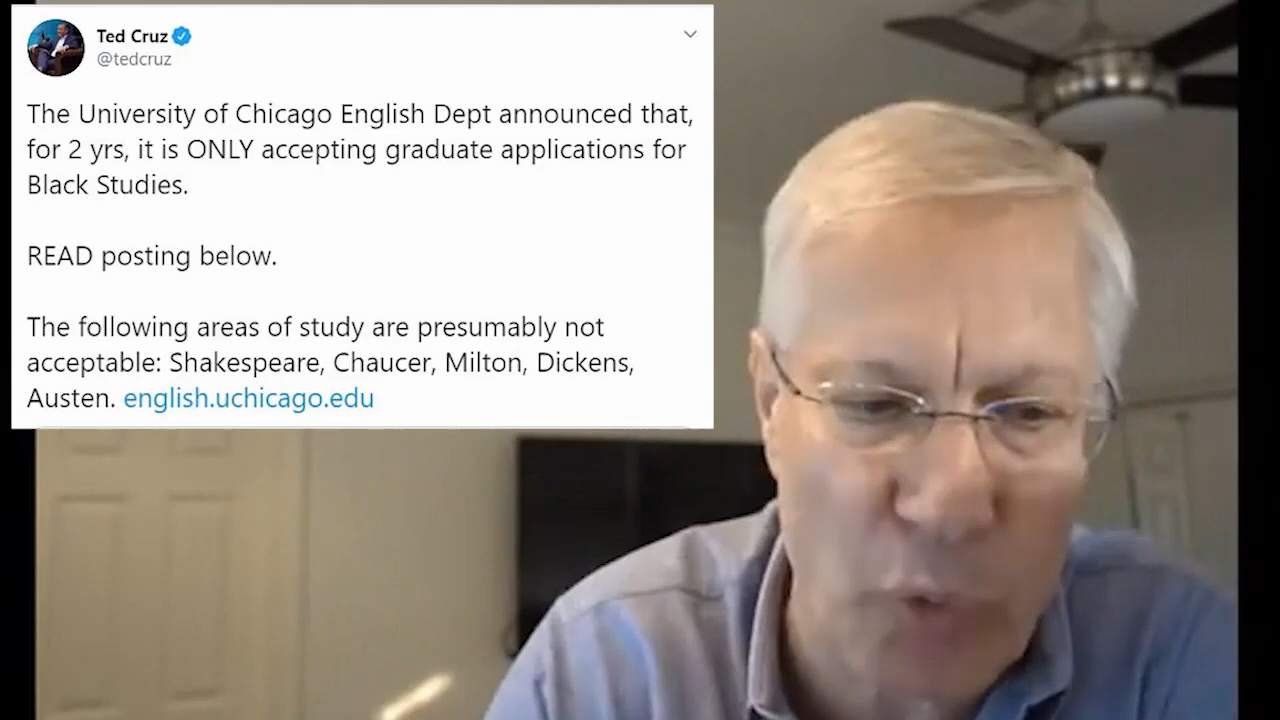 Ted Cruz
@tedcruz
The University of Chicago English Dept announced that,
for 2 yrs, it is ONLY accepting graduate applications for
Black Studies.
READ posting below.
The following areas of study are presumably not
acceptable: Shakespeare, Chaucer, Milton, Dickens,
Austen. english.uchicago.edu